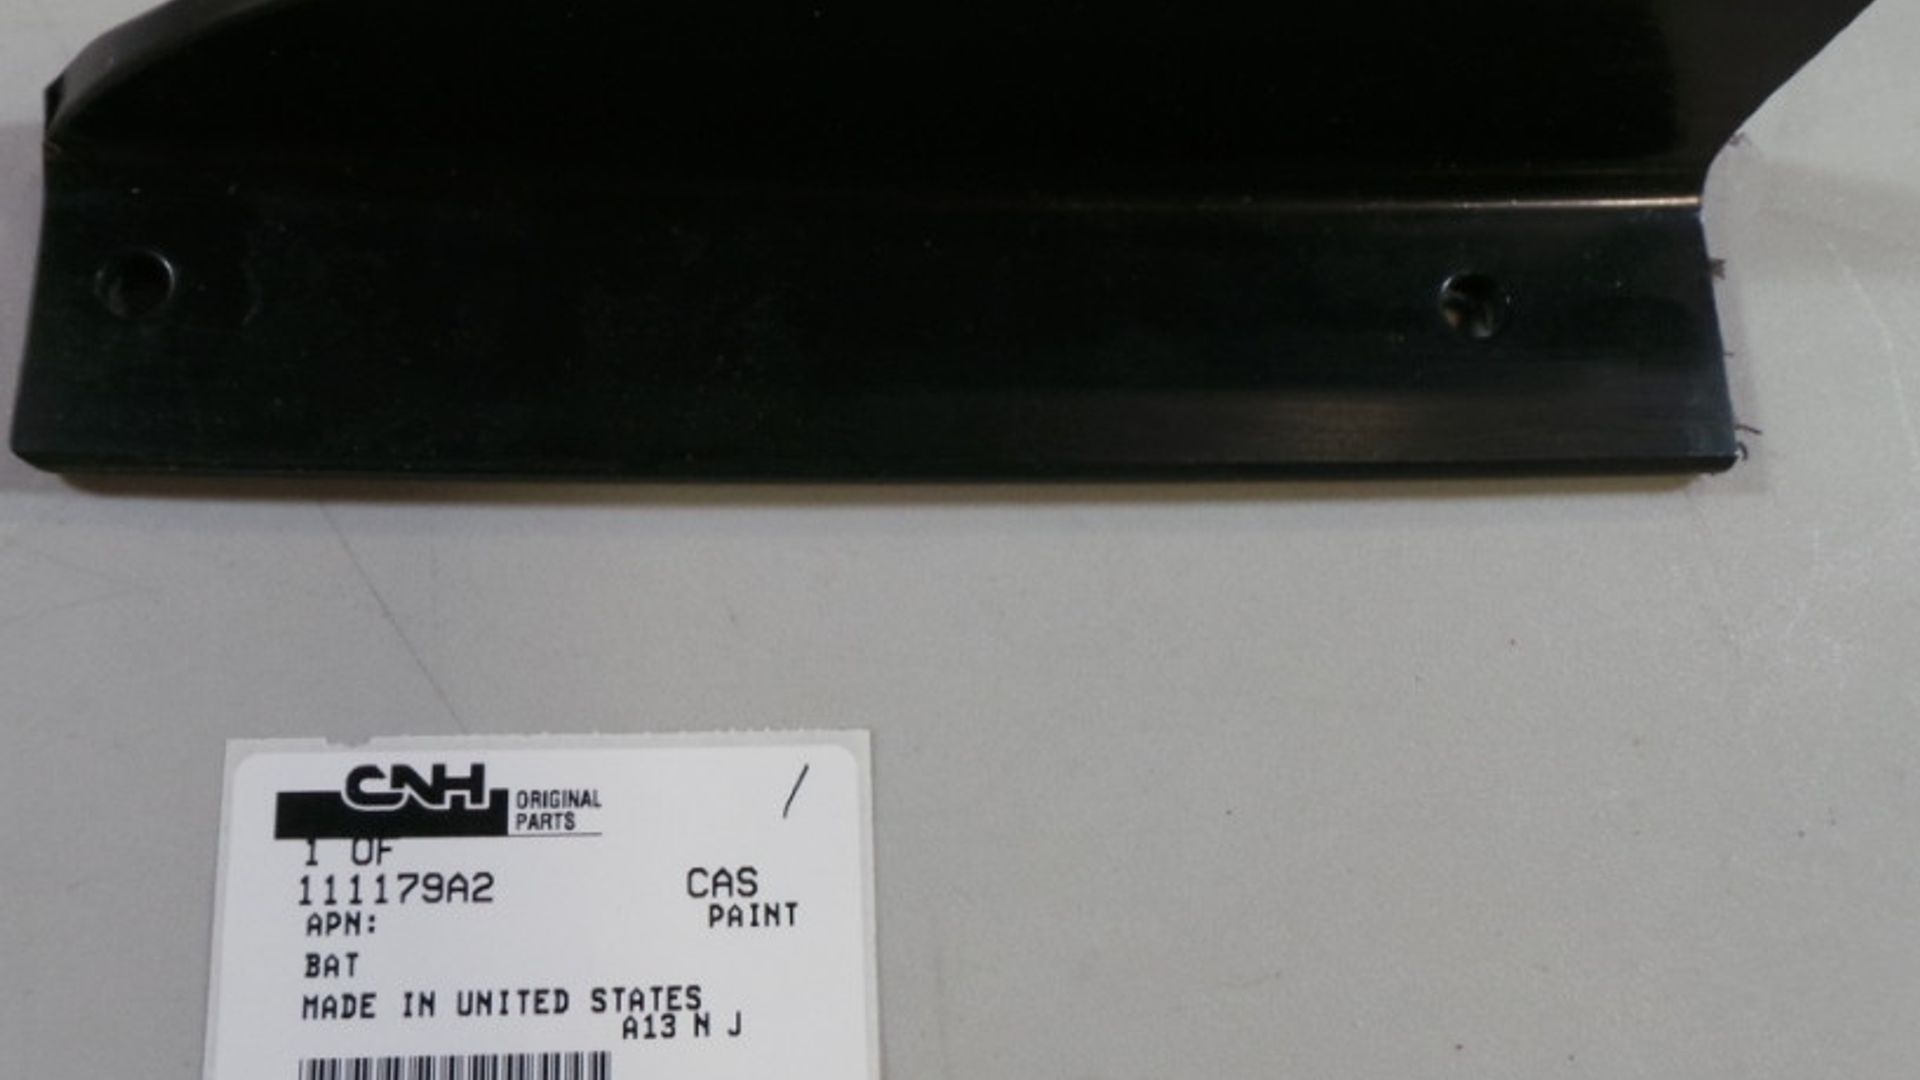 CNH ORIGINAL
PARTS
1 OF
111179A2 CAS
APN: PAINT
BAT
MADE IN UNITED STATES
A13 N J